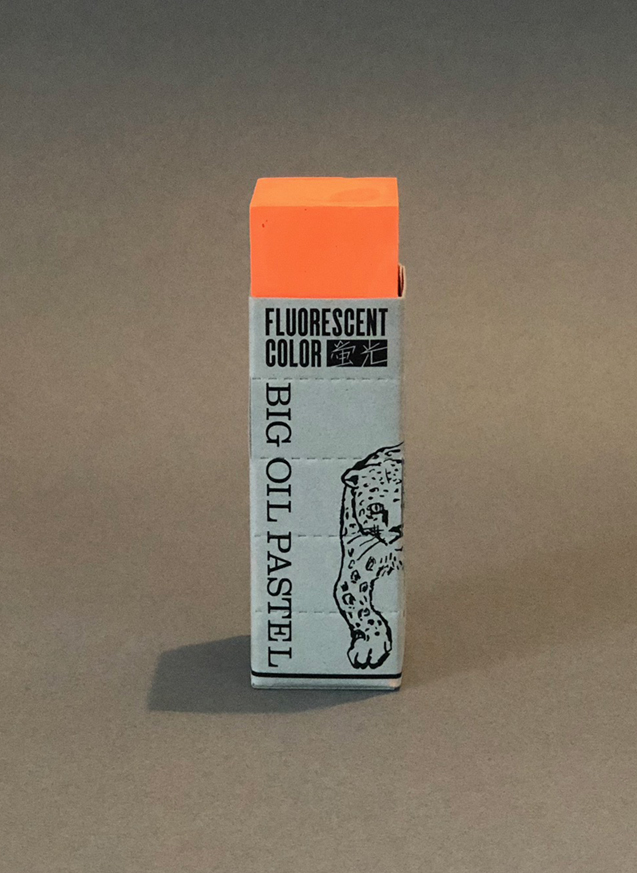 FLUORESCENT
COLOR 蛍光
BIG OIL PASTEL